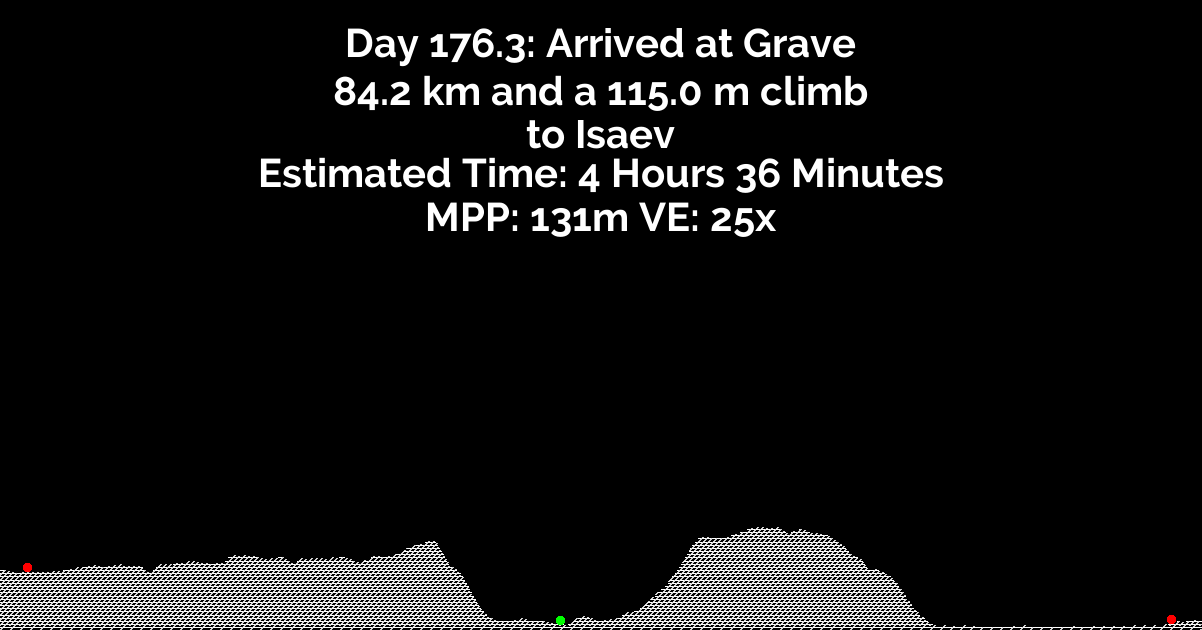 Day 176.3: Arrived at Grave
84.2 km and a 115.0 m climb
to Isaev
Estimated Time: 4 Hours 36 Minutes
MPP: 131m VE: 25x